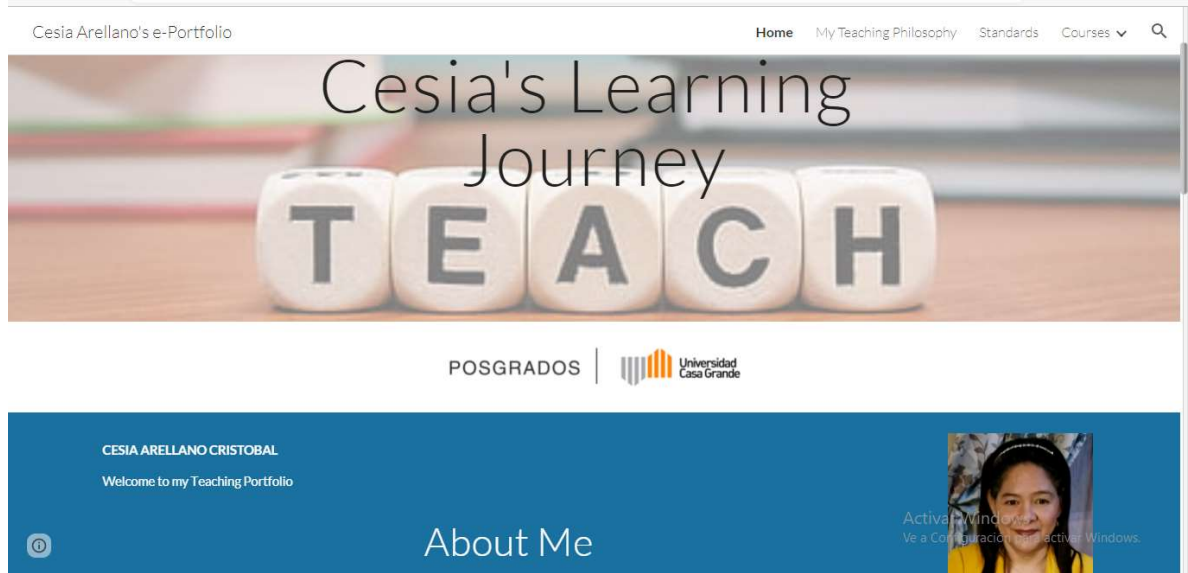 Cesia Arellano's e-Portfolio
Home My Teaching Philosophy Standards Courses
Cesia's Learning
Journey
TEACH
POSGRADOS
Universidad
Casa Grande
CESIA ARELLANO CRISTOBAL
Welcome to my Teaching Portfolio
About Me
Activar Windows
Ve a Configuración para activar Windows.